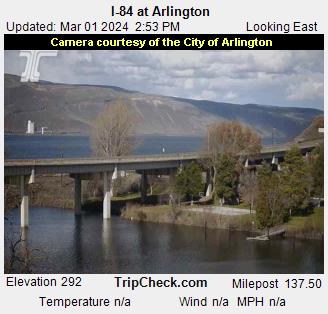 I-84 at Arlington
Updated: Mar 01 2024 2:53 PM Looking East
Camera courtesy of the City of Arlington
Elevation 292 TripCheck.com Milepost 137.50
Temperature n/a Wind n/a MPH n/a